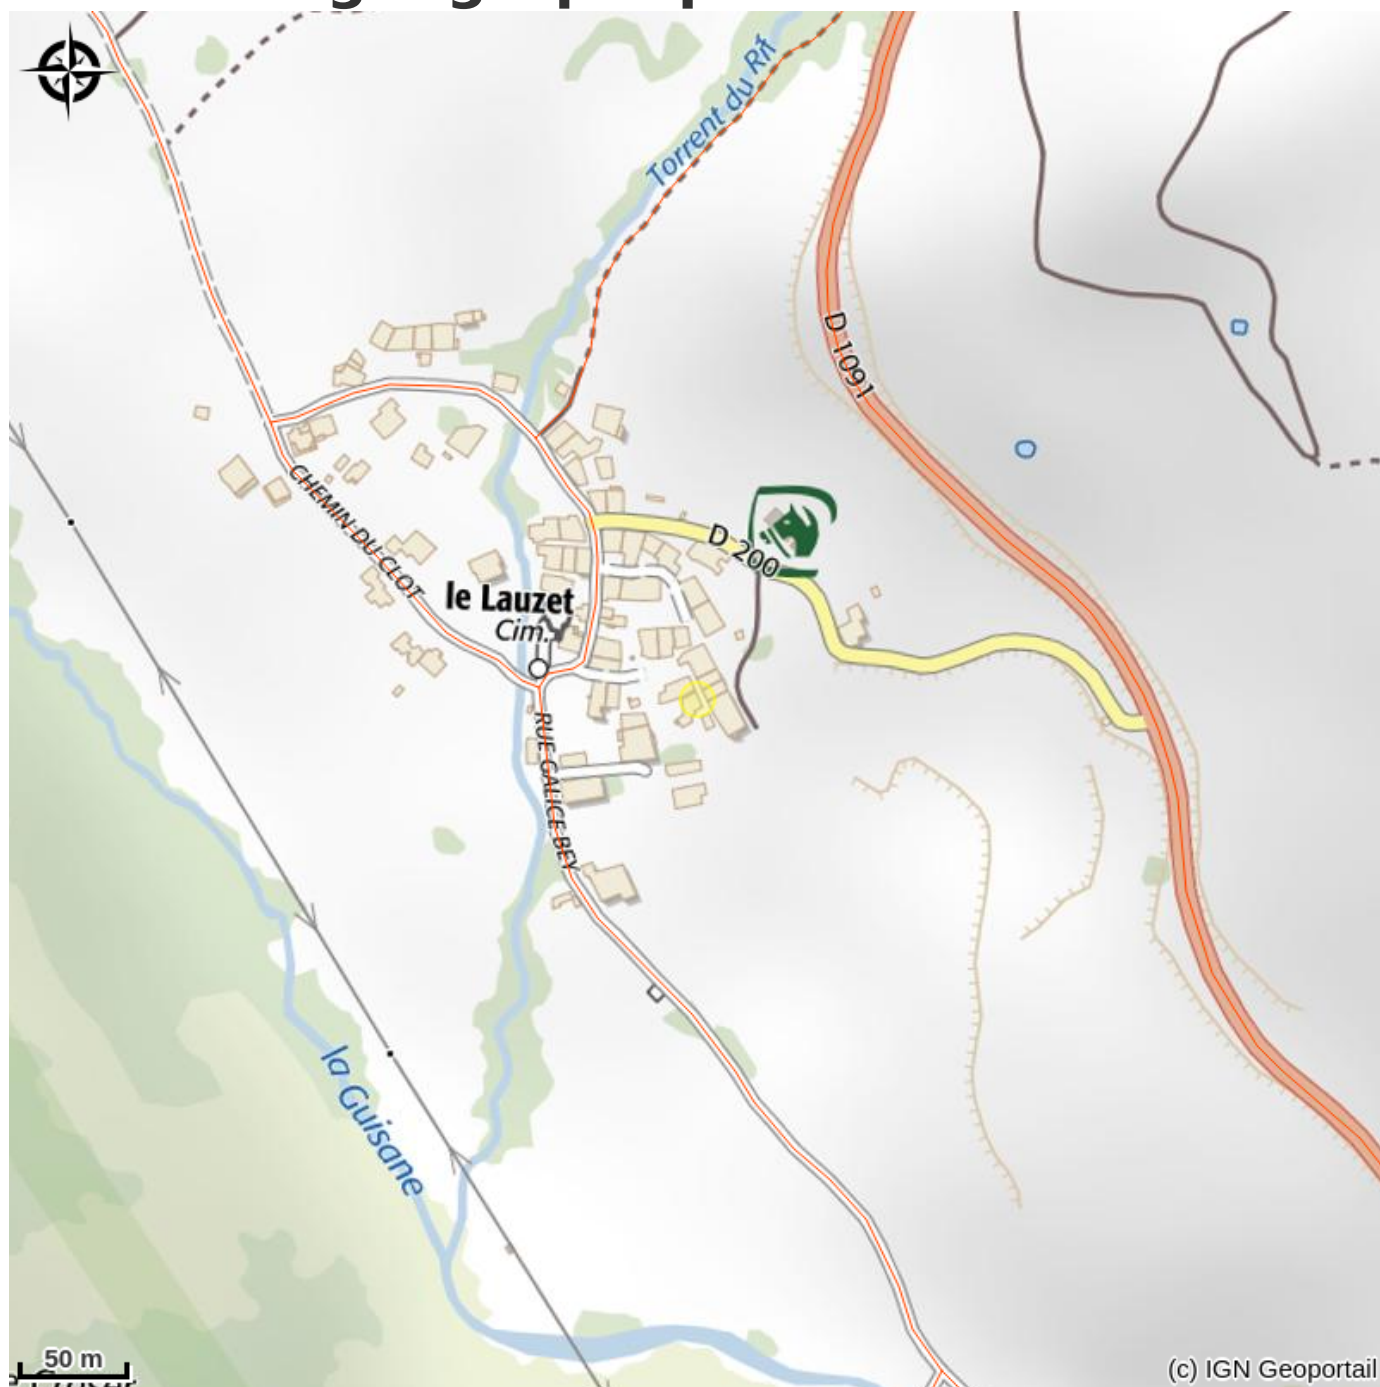 Torrent du Rif
D 1091
CHEMIN DU CLOT
D 200
le Lauzet
Cim.
RUE GALICE BEY
la Guisane
50 m
(c) IGN Geoportail